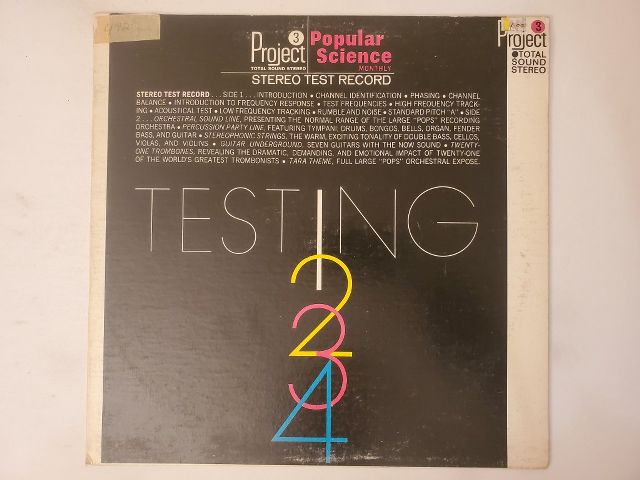 Project 3
TOTAL SOUND STEREO
Popular
Science
MONTHLY
STEREO TEST RECORD
Project 3
TOTAL
SOUND
STEREO
STEREO TEST RECORD . . . SIDE 1 . . . INTRODUCTION • CHANNEL IDENTIFICATION • PHASING • CHANNEL
BALANCE • INTRODUCTION TO FREQUENCY RESPONSE • TEST FREQUENCIES • HIGH FREQUENCY TRACK-
ING • ACOUSTICAL TEST • LOW FREQUENCY TRACKING • RUMBLE AND NOISE • STANDARD PITCH "A" • SIDE
2 . . . ORCHESTRAL SOUND LINE, PRESENTING THE NORMAL RANGE OF THE LARGE "POPS" RECORDING
ORCHESTRA • PERCUSSION PARTY LINE, FEATURING TYMPANI, DRUMS, BONGOS, BELLS, ORGAN, FENDER
BASS, AND GUITAR • STEREOPHONIC STRINGS, THE WARM, EXCITING TONALITY OF DOUBLE BASS, CELLOS,
VIOLAS, AND VIOLINS • GUITAR UNDERGROUND, SEVEN GUITARS WITH THE NOW SOUND • TWENTY-
ONE TROMBONES, REVEALING THE DRAMATIC, DEMANDING, AND EMOTIONAL IMPACT OF TWENTY-ONE
OF THE WORLD'S GREATEST TROMBONISTS • TARA THEME, FULL LARGE "POPS" ORCHESTRAL EXPOSE.
TESTING
2
3
4